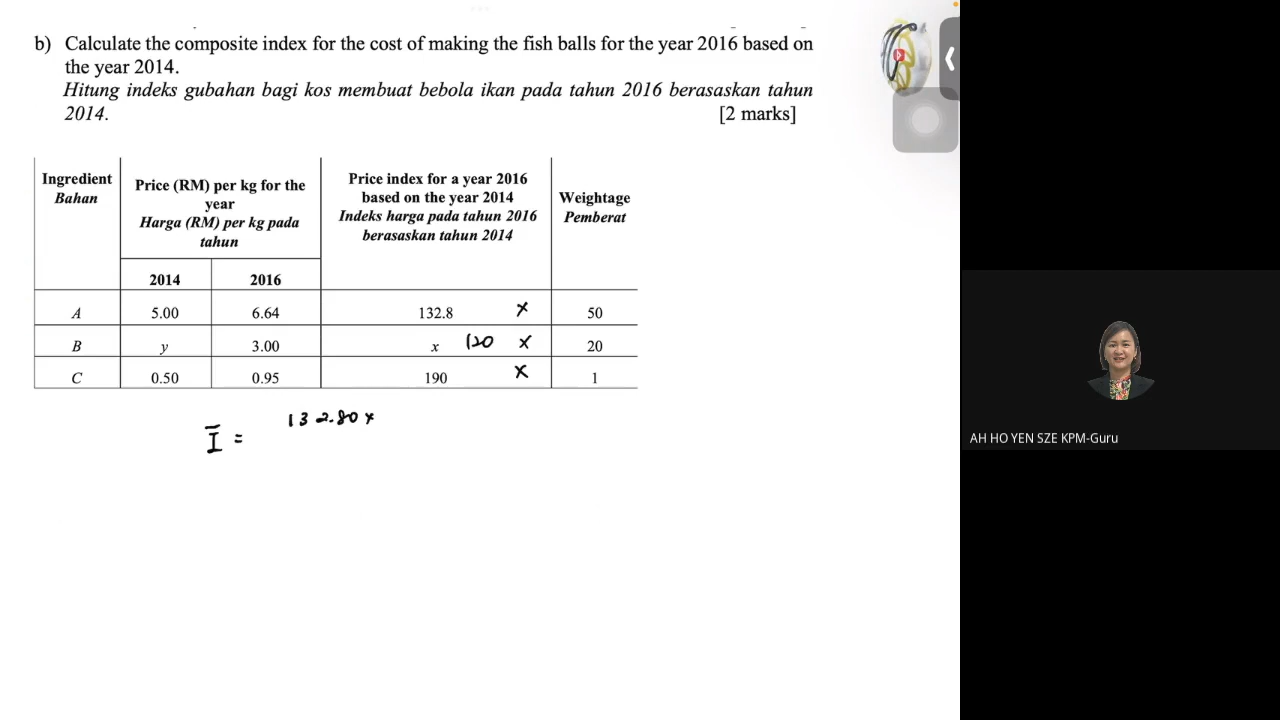 b) Calculate the composite index for the cost of making the fish balls for the year 2016 based on
the year 2014.
Hitung indeks gubahan bagi kos membuat bebola ikan pada tahun 2016 berasaskan tahun
2014. [2 marks]
Ingredient
Bahan
Price (RM) per kg for the
year
Harga (RM) per kg pada
tahun
Price index for a year 2016
based on the year 2014
Indeks harga pada tahun 2016
berasaskan tahun 2014
Weightage
Pemberat
2014 2016
A 5.00 6.64 132.8 × 50
B y 3.00 x 120 × 20
C 0.50 0.95 190 × 1
132.80 ×
Ī =
AH HO YEN SZE KPM-Guru